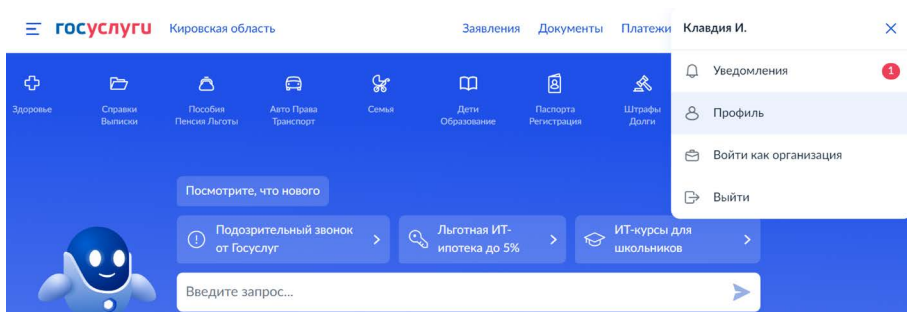 госуслуги Кировская область Заявления Документы Платежи
Клавдия И.
Уведомления 1
Профиль
Войти как организация
Выйти
Здоровье
Справки
Выписки
Пособия
Пенсия Льготы
Авто Права
Транспорт
Семья
Дети
Образование
Паспорта
Регистрация
Штрафы
Долги
Посмотрите, что нового
Подозрительный звонок
от Госуслуг
Льготная ИТ-
ипотека до 5%
ИТ-курсы для
школьников
Введите запрос...